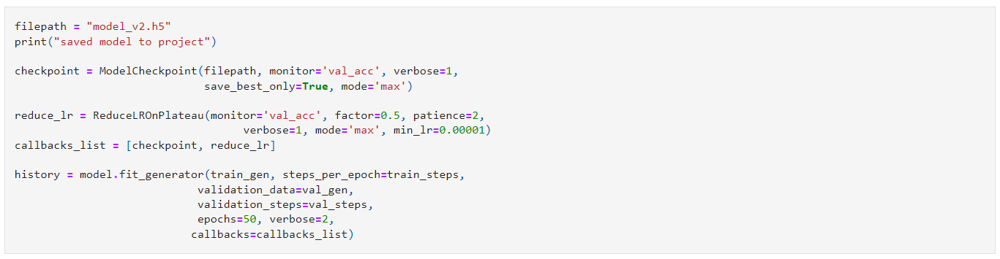 filepath = "model_v2.h5"
print("saved model to project")
checkpoint = ModelCheckpoint(filepath, monitor='val_acc', verbose=1,
save_best_only=True, mode='max')
reduce_lr = ReduceLROnPlateau(monitor='val_acc', factor=0.5, patience=2,
verbose=1, mode='max', min_lr=0.00001)
callbacks_list = [checkpoint, reduce_lr]
history = model.fit_generator(train_gen, steps_per_epoch=train_steps,
validation_data=val_gen,
validation_steps=val_steps,
epochs=50, verbose=2,
callbacks=callbacks_list)